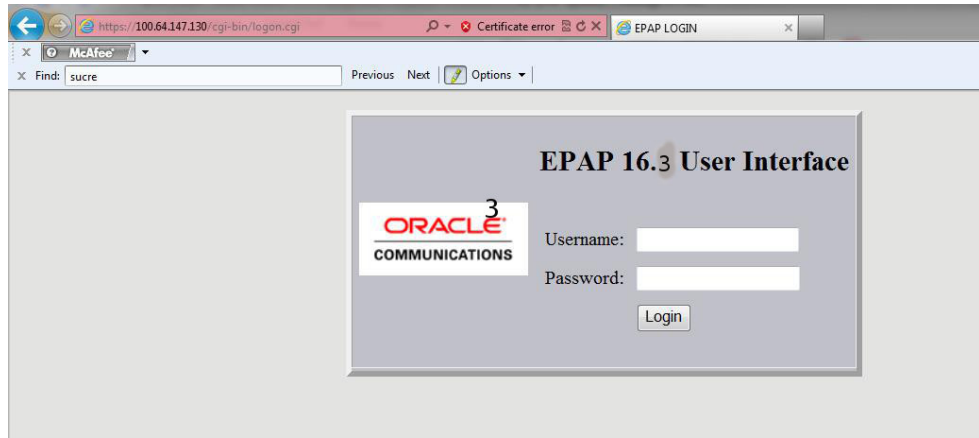 https://100.64.147.130/cgi-bin/logon.cgi Certificate error EPAP LOGIN
McAfee
Find: sucre Previous Next Options
EPAP 16.3 User Interface
3
ORACLE
COMMUNICATIONS
Username:
Password:
Login